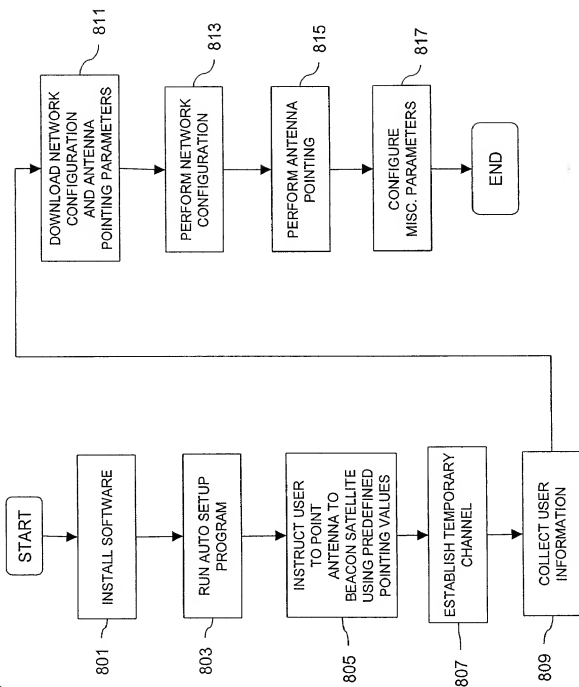 START
INSTALL SOFTWARE
801
RUN AUTO SETUP
PROGRAM
803
INSTRUCT USER
TO POINT
ANTENNA TO
BEACON SATELLITE
USING PREDEFINED
POINTING VALUES
805
ESTABLISH TEMPORARY
CHANNEL
807
COLLECT USER
INFORMATION
809
DOWNLOAD NETWORK
CONFIGURATION
AND ANTENNA
POINTING PARAMETERS
811
PERFORM NETWORK
CONFIGURATION
813
PERFORM ANTENNA
POINTING
815
CONFIGURE
MISC. PARAMETERS
817
END